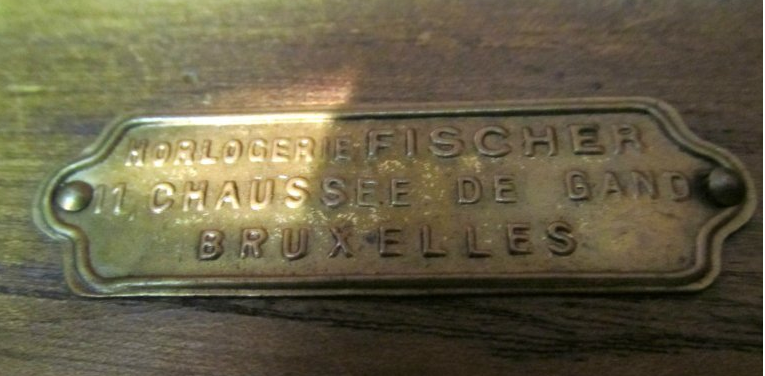 HORLOGERIE FISCHER
11 CHAUSSEE DE GAND
BRUXELLES